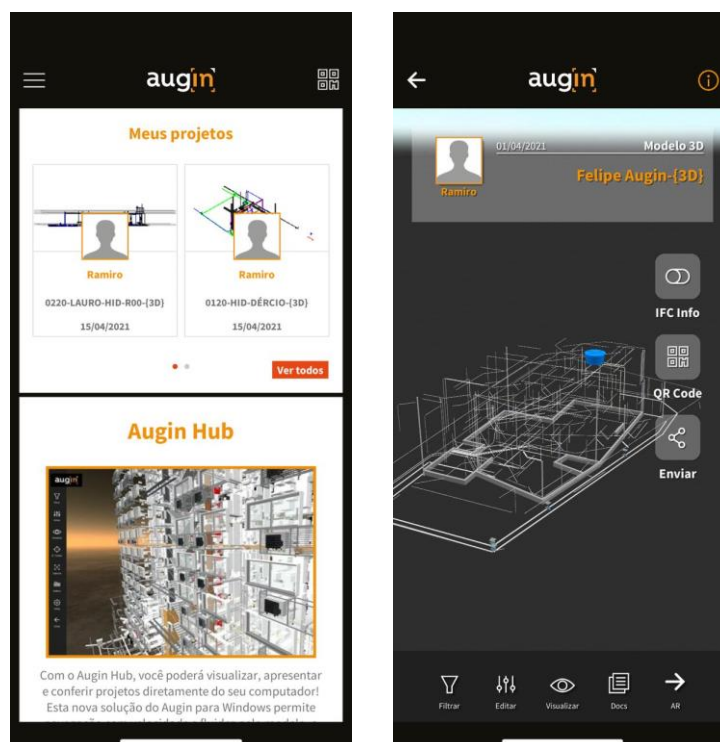 augin
Meus projetos
Ramiro
0220-LAURO-HID-R00-{3D}
15/04/2021
Ramiro
0120-HID-DÉRCIO-{3D}
15/04/2021
Ver todos
Augin Hub
augin
Com o Augin Hub, você poderá visualizar, apresentar
e conferir projetos diretamente do seu computador!
Esta nova solução do Augin para Windows permite
augin
01/04/2021
Modelo 3D
Felipe Augin-{3D}
Ramiro
IFC Info
QR Code
Enviar
Filtrar
Editar
Visualizar
Docs
AR